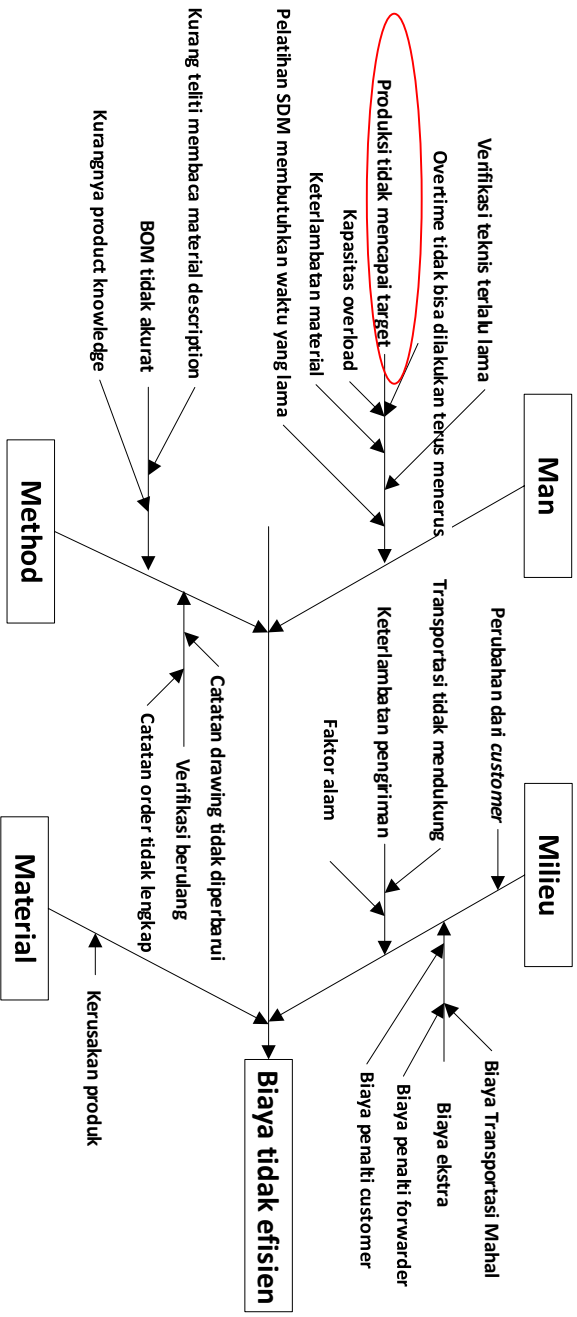 Man
Verifikasi teknis terlalu lama
Overtime tidak bisa dilakukan terus menerus
Produksi tidak mencapai target
Kapasitas overload
Keterlambatan material
Pelatihan SDM membutuhkan waktu yang lama
Milieu
Perubahan dari customer
Transportasi tidak mendukung
Keterlambatan pengiriman
Faktor alam
Biaya Transportasi Mahal
Biaya ekstra
Biaya penalti forwarder
Biaya penalti customer
Biaya tidak efisien
Kurang teliti membaca material description
BOM tidak akurat
Kurangnya product knowledge
Method
Catatan drawing tidak diperbarui
Verifikasi berulang
Catatan order tidak lengkap
Material
Kerusakan produk